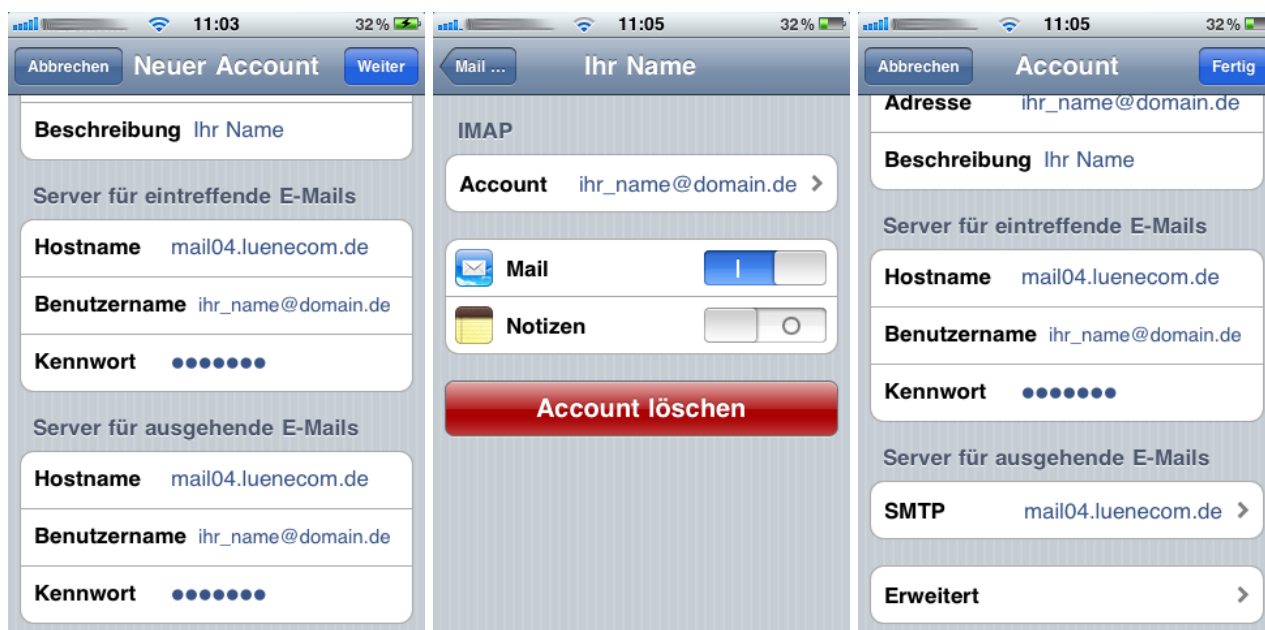 11:03 32%
Abbrechen Neuer Account Weiter
Beschreibung Ihr Name
Server für eintreffende E-Mails
Hostname mail04.luenecom.de
Benutzername ihr_name@domain.de
Kennwort ●●●●●●●
Server für ausgehende E-Mails
Hostname mail04.luenecom.de
Benutzername ihr_name@domain.de
Kennwort ●●●●●●●
11:05 32%
Mail ... Ihr Name
IMAP
Account ihr_name@domain.de
Mail
Notizen
Account löschen
11:05 32%
Abbrechen Account Fertig
Adresse ihr_name@domain.de
Beschreibung Ihr Name
Server für eintreffende E-Mails
Hostname mail04.luenecom.de
Benutzername ihr_name@domain.de
Kennwort ●●●●●●●
Server für ausgehende E-Mails
SMTP mail04.luenecom.de
Erweitert